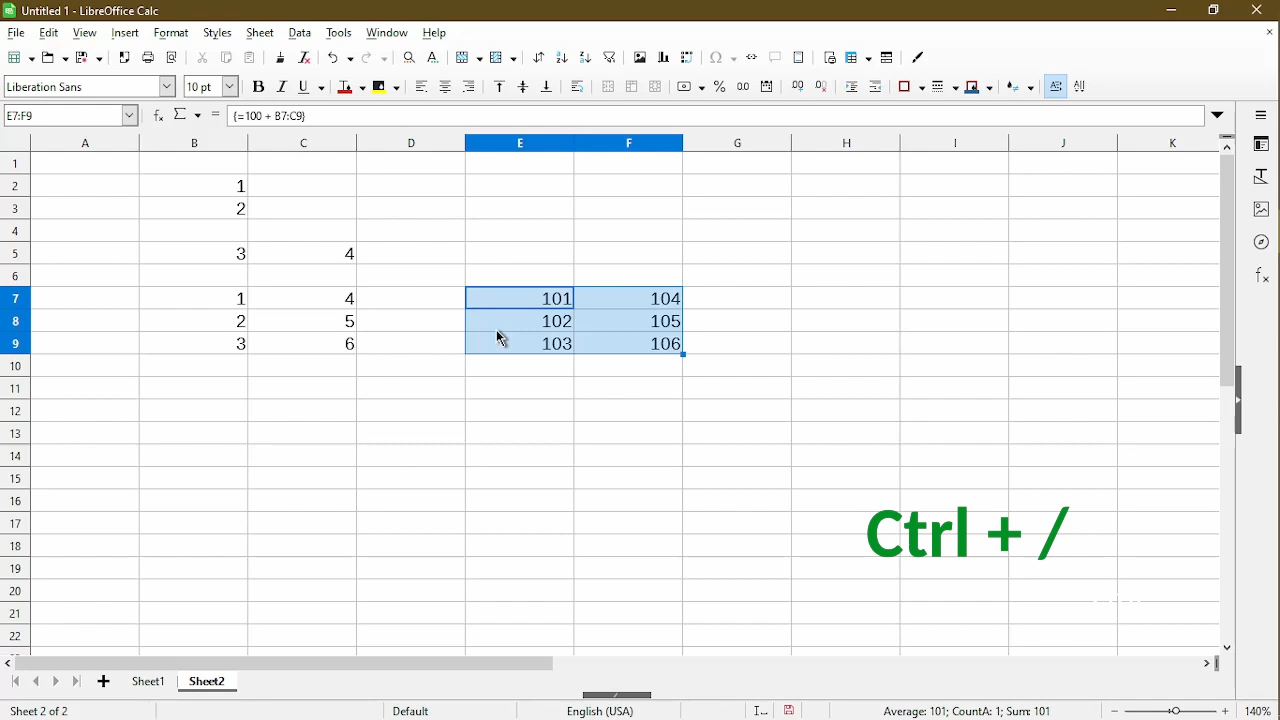 Untitled 1 - LibreOffice Calc
File Edit View Insert Format Styles Sheet Data Tools Window Help
Liberation Sans 10 pt
E7:F9 {=100 + B7:C9}
A B C D E F G H I J K
1
2 1
3 2
4
5 3 4
6
7 1 4 101 104
8 2 5 102 105
9 3 6 103 106
10
11
12
13
14
15
16
17
Ctrl + /
18
19
20
21
22
Sheet1 Sheet2
Sheet 2 of 2 Default English (USA) Average: 101; CountA: 1; Sum: 101 140%